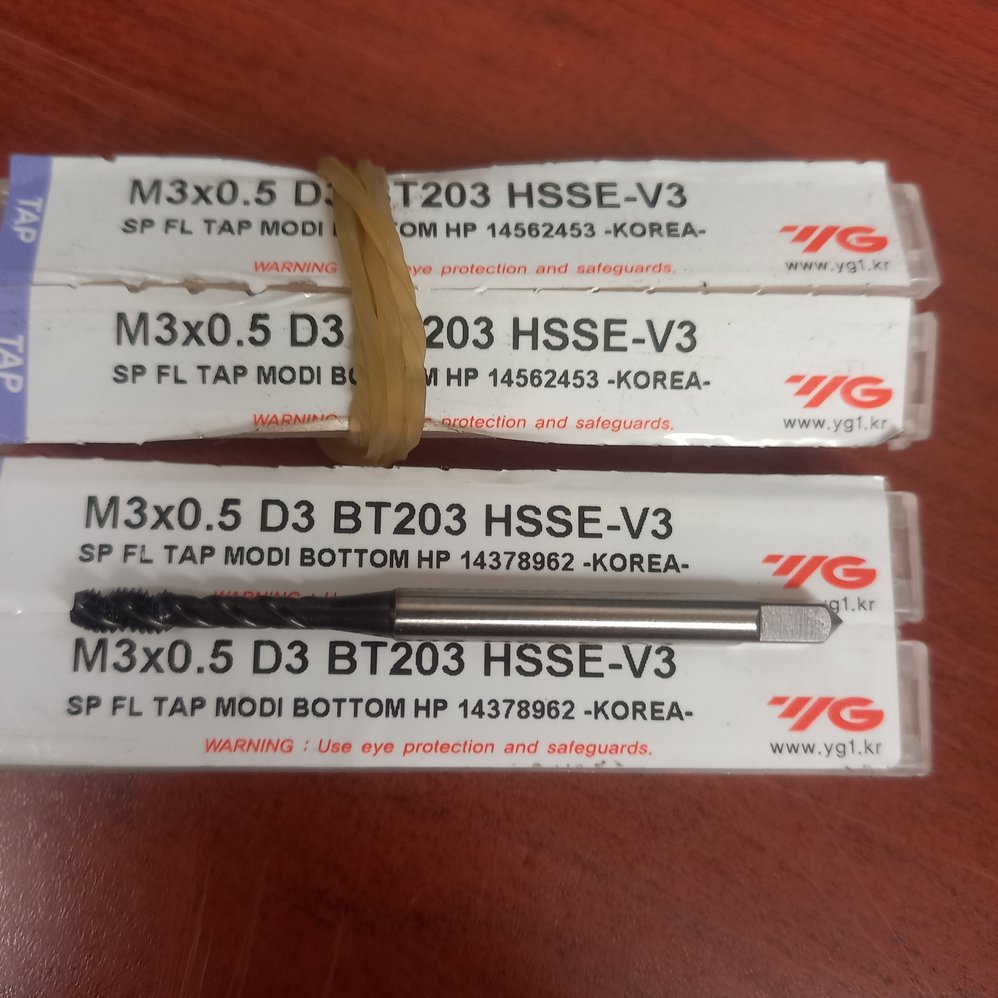 TAP
M3x0.5 D3 BT203 HSSE-V3
SP FL TAP MODI OM HP 14562453 -KOREA-
YG
WARNING eye protection and safeguards.
www.yg1.kr
TAP
M3x0.5 D3 203 HSSE-V3
SP FL TAP MODI HP 14562453 -KOREA-
YG
WARNING protection and safeguards.
www.yg1.kr
M3x0.5 D3 BT203 HSSE-V3
SP FL TAP MODI BOTTOM HP 14378962 -KOREA-
YG
WARNING :
g1.kr
M3x0.5 D3 BT203 HSSE-V3
SP FL TAP MODI BOTTOM HP 14378962 -KOREA-
YG
WARNING : Use eye protection and safeguards.
www.yg1.kr